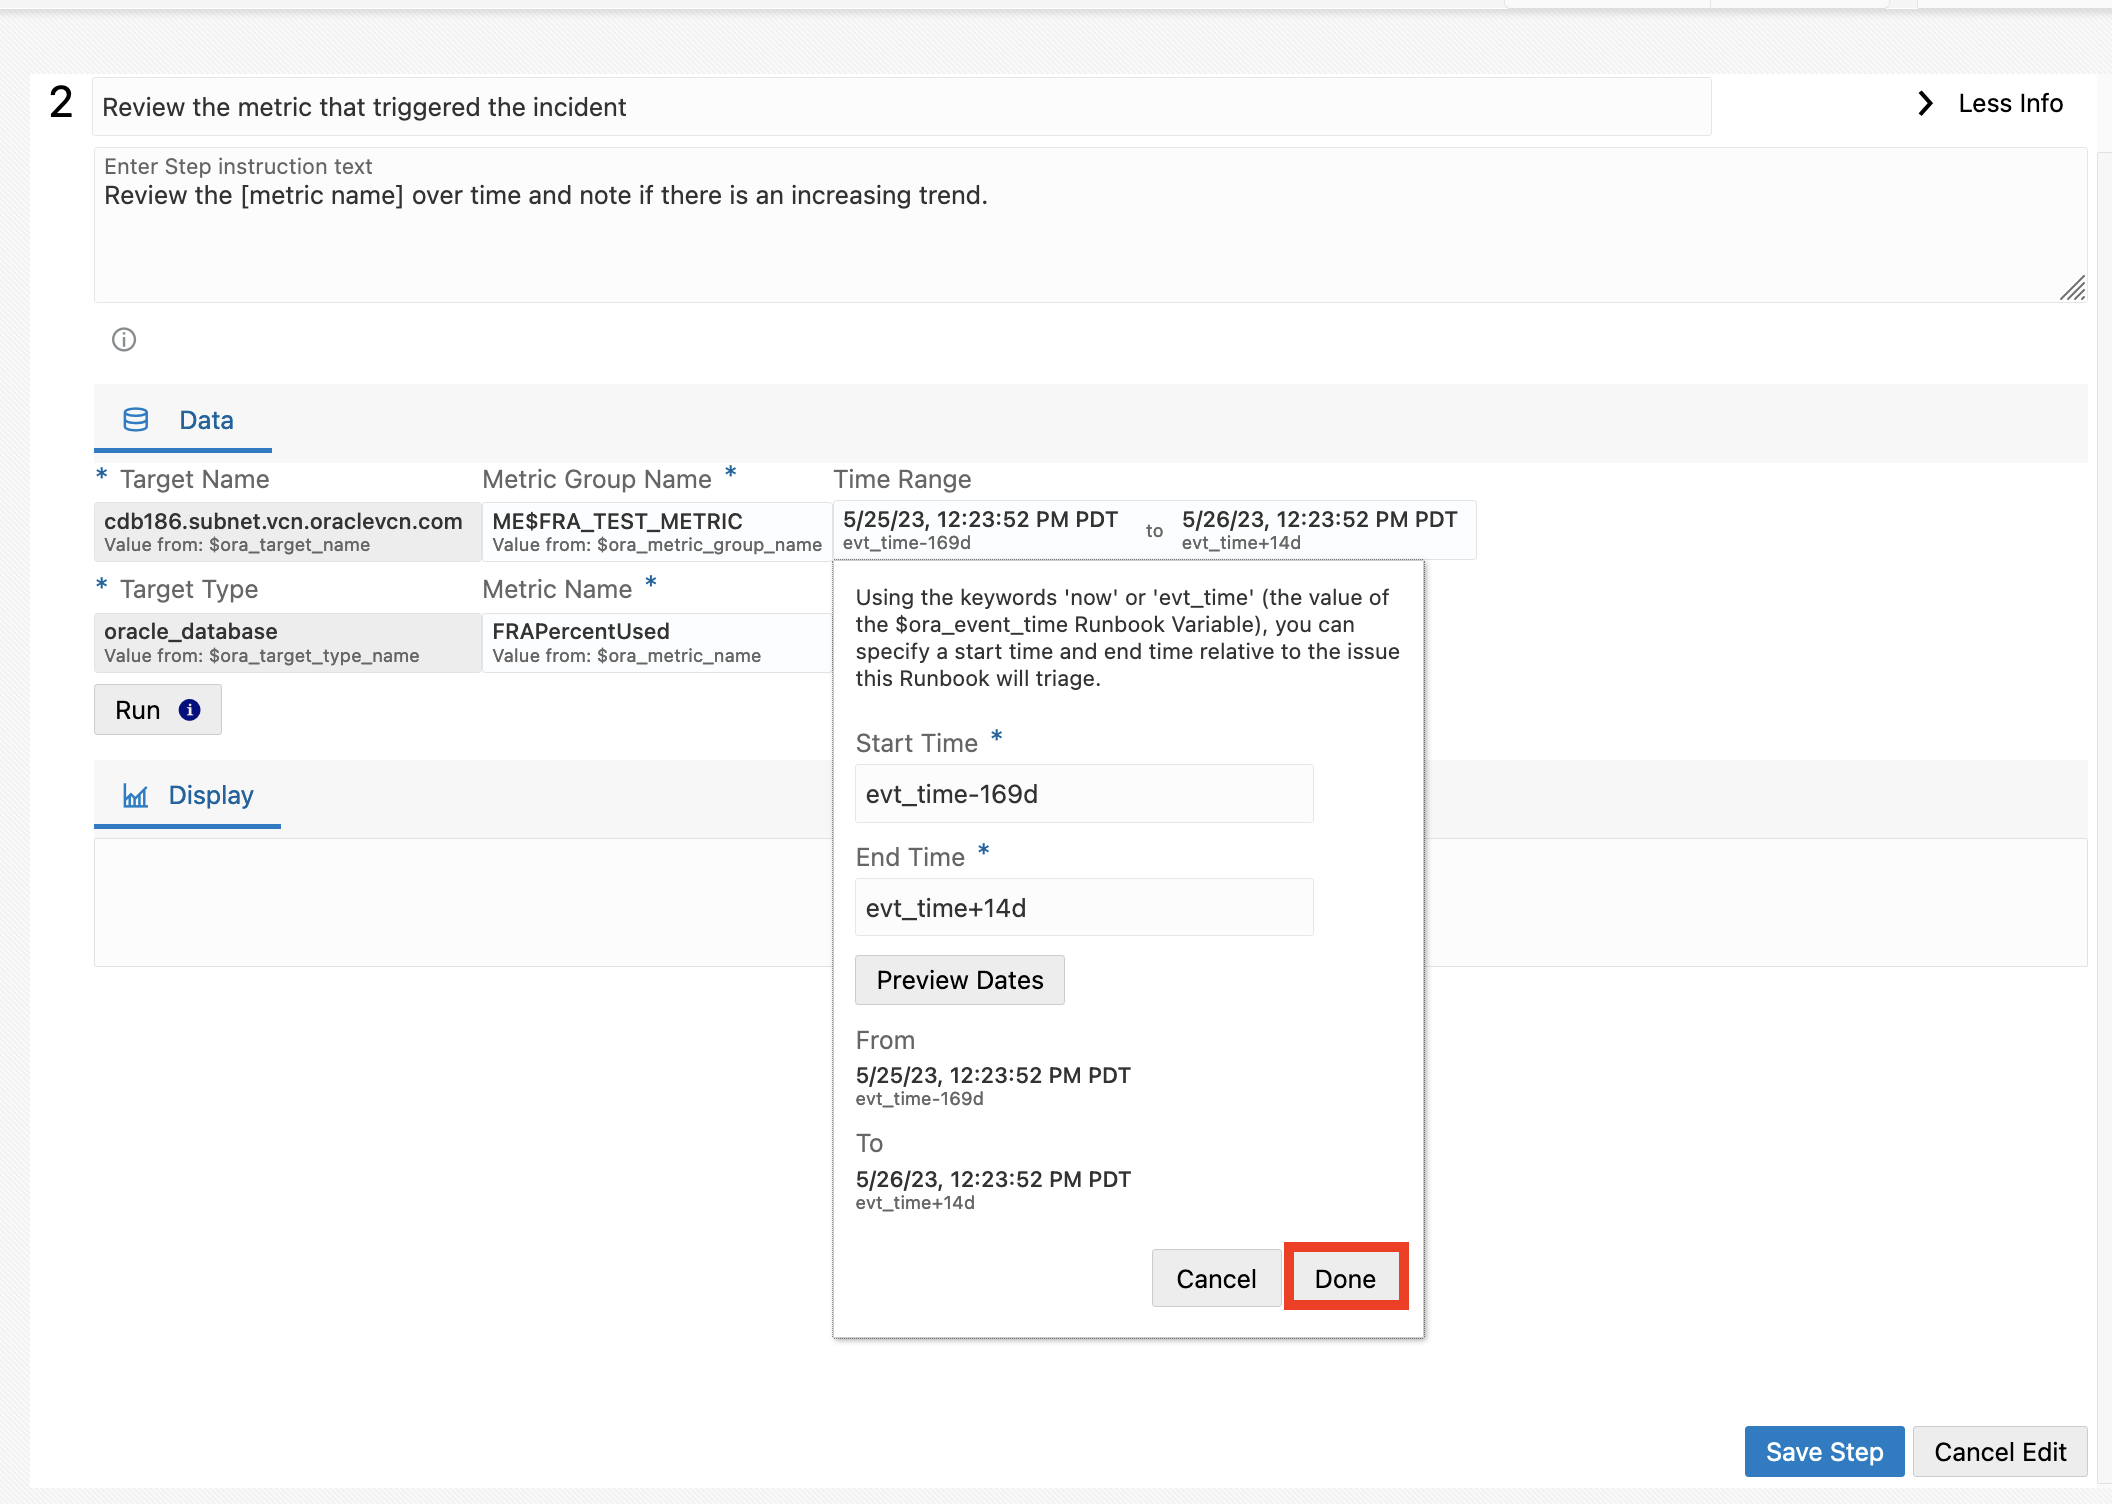 2
Review the metric that triggered the incident
Less Info
Enter Step instruction text
Review the [metric name] over time and note if there is an increasing trend.
Data
* Target Name
Metric Group Name *
Time Range
cdb186.subnet.vcn.oraclevcn.com
Value from: $ora_target_name
ME$FRA_TEST_METRIC
Value from: $ora_metric_group_name
5/25/23, 12:23:52 PM PDT
evt_time-169d
to
5/26/23, 12:23:52 PM PDT
evt_time+14d
* Target Type
Metric Name *
oracle_database
Value from: $ora_target_type_name
FRAPercentUsed
Value from: $ora_metric_name
Run
Display
Using the keywords 'now' or 'evt_time' (the value of
the $ora_event_time Runbook Variable), you can
specify a start time and end time relative to the issue
this Runbook will triage.
Start Time *
evt_time-169d
End Time *
evt_time+14d
Preview Dates
From
5/25/23, 12:23:52 PM PDT
evt_time-169d
To
5/26/23, 12:23:52 PM PDT
evt_time+14d
Cancel
Done
Save Step
Cancel Edit